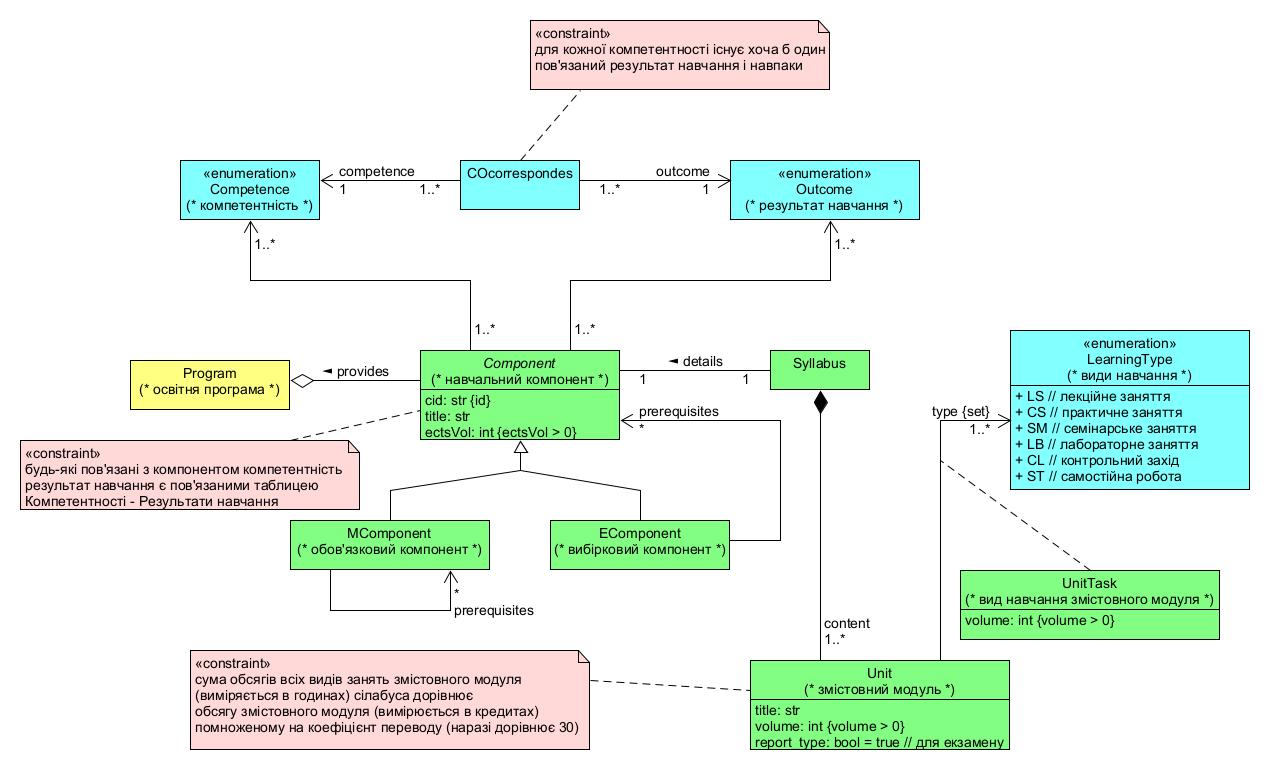 «constraint»
для кожної компетентності існує хоча б один
пов'язаний результат навчання і навпаки
«enumeration»
Competence
(* компетентність *)
competence
1
1..*
COcorrespondes
outcome
1..*
1
«enumeration»
Outcome
(* результат навчання *)
1..*
1..*
1..*
1..*
Program
(* освітня програма *)
◄ provides
Component
(* навчальний компонент *)
cid: str {id}
title: str
ectsVol: int {ectsVol > 0}
◄ details
1
1
Syllabus
«enumeration»
LearningType
(* види навчання *)
+ LS // лекційне заняття
+ CS // практичне заняття
+ SM // семінарське заняття
+ LB // лабораторне заняття
+ CL // контрольний захід
+ ST // самостійна робота
type {set}
1..*
prerequisites
*
«constraint»
будь-які пов'язані з компонентом компетентність
результат навчання є пов'язаними таблицею
Компетентності - Результати навчання
MComponent
(* обов'язковий компонент *)
EComponent
(* вибірковий компонент *)
*
prerequisites
UnitTask
(* вид навчання змістовного модуля *)
volume: int {volume > 0}
content
1..*
«constraint»
сума обсягів всіх видів занять змістовного модуля
(виміряється в годинах) сілабуса дорівнює
обсягу змістовного модуля (вимірюється в кредитах)
помноженому на коефіцієнт переводу (наразі дорівнює 30)
Unit
(* змістовний модуль *)
title: str
volume: int {volume > 0}
report_type: bool = true // для екзамену